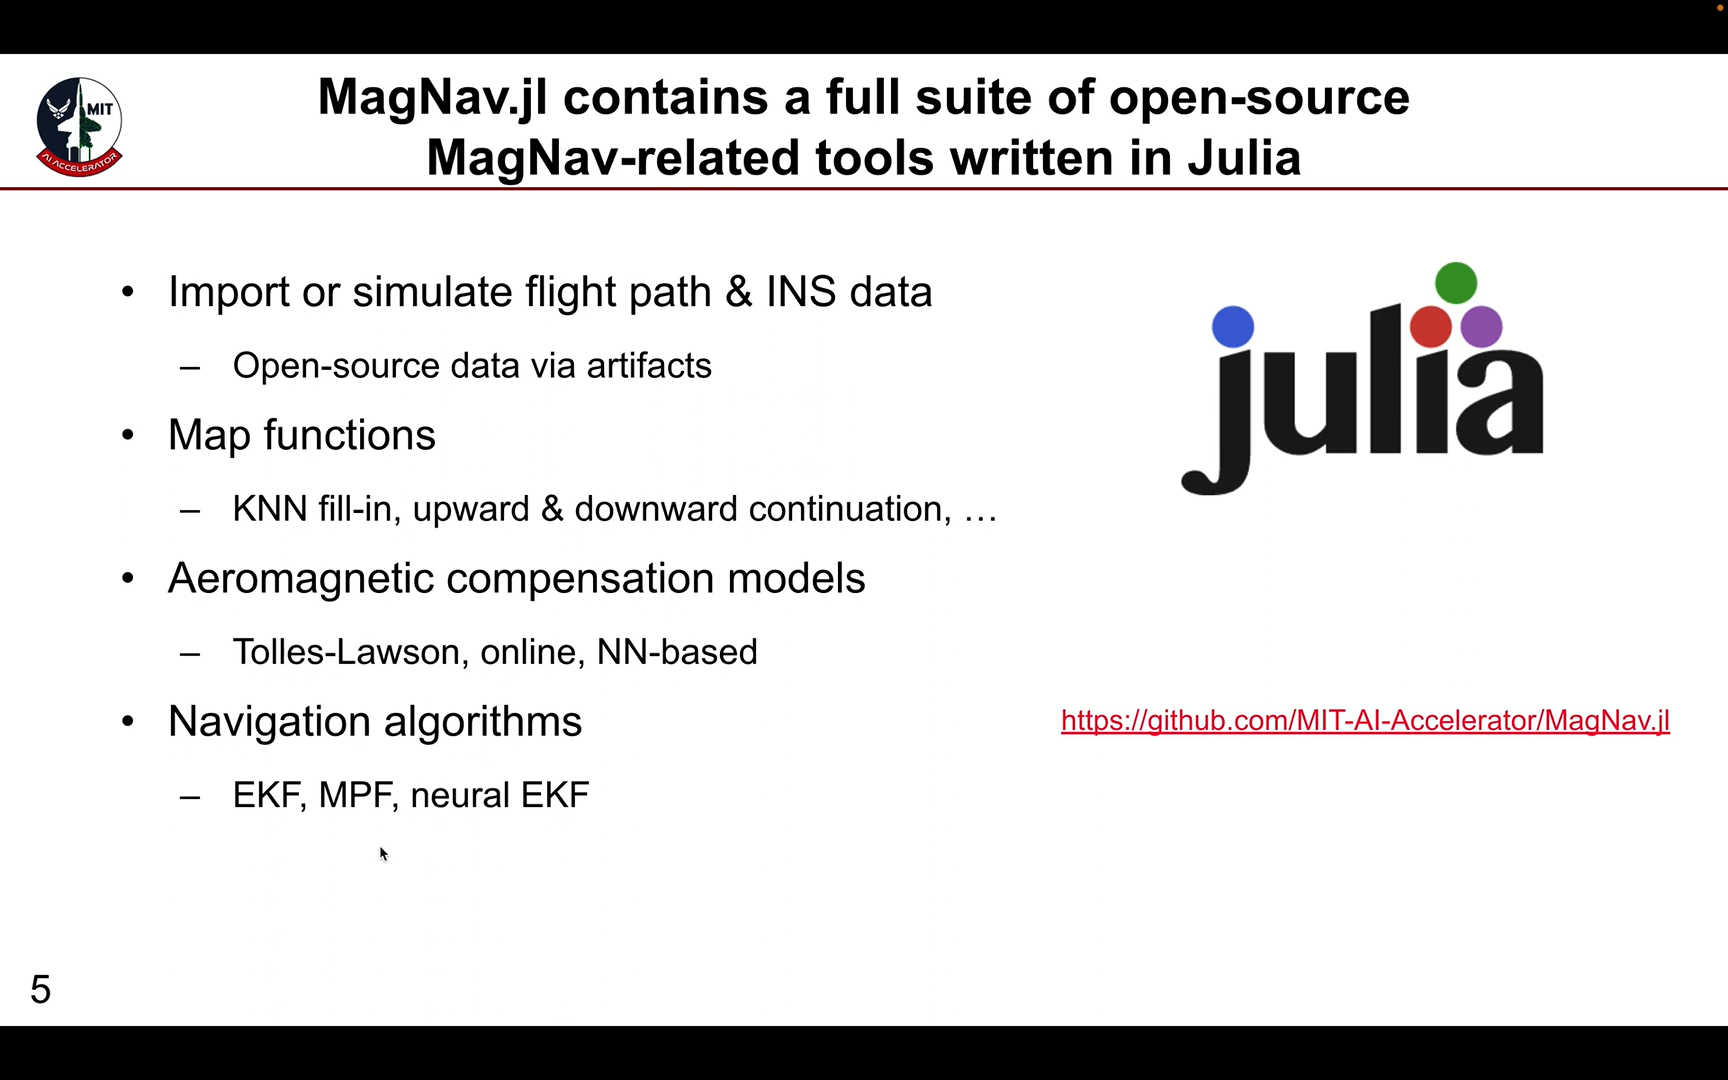 MIT
AI ACCELERATOR
MagNav.jl contains a full suite of open-source
MagNav-related tools written in Julia
• Import or simulate flight path & INS data
– Open-source data via artifacts
• Map functions
– KNN fill-in, upward & downward continuation, …
• Aeromagnetic compensation models
– Tolles-Lawson, online, NN-based
• Navigation algorithms
– EKF, MPF, neural EKF
julia
https://github.com/MIT-AI-Accelerator/MagNav.jl
5